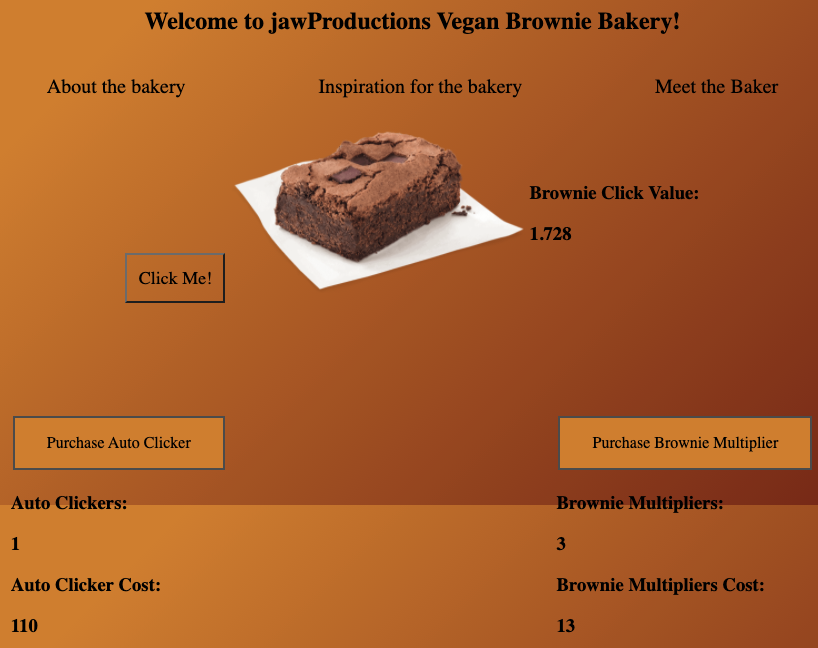 Welcome to jawProductions Vegan Brownie Bakery!
About the bakery
Inspiration for the bakery
Meet the Baker
Brownie Click Value:
1.728
Click Me!
Purchase Auto Clicker
Purchase Brownie Multiplier
Auto Clickers:
1
Auto Clicker Cost:
110
Brownie Multipliers:
3
Brownie Multipliers Cost:
13